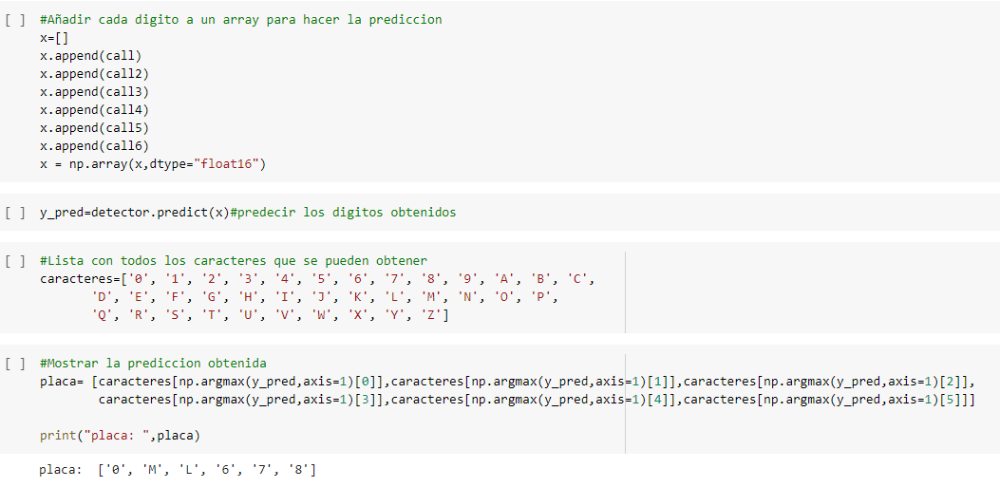 [ ] #Añadir cada digito a un array para hacer la prediccion
x=[]
x.append(call)
x.append(call2)
x.append(call3)
x.append(call4)
x.append(call5)
x.append(call6)
x = np.array(x,dtype="float16")
[ ] y_pred=detector.predict(x)#predecir los digitos obtenidos
[ ] #Lista con todos los caracteres que se pueden obtener
caracteres=['0', '1', '2', '3', '4', '5', '6', '7', '8', '9', 'A', 'B', 'C',
'D', 'E', 'F', 'G', 'H', 'I', 'J', 'K', 'L', 'M', 'N', 'O', 'P',
'Q', 'R', 'S', 'T', 'U', 'V', 'W', 'X', 'Y', 'Z']
[ ] #Mostrar la prediccion obtenida
placa= [caracteres[np.argmax(y_pred,axis=1)[0]],caracteres[np.argmax(y_pred,axis=1)[1]],caracteres[np.argmax(y_pred,axis=1)[2]],
caracteres[np.argmax(y_pred,axis=1)[3]],caracteres[np.argmax(y_pred,axis=1)[4]],caracteres[np.argmax(y_pred,axis=1)[5]]]
print("placa: ",placa)
placa:  ['0', 'M', 'L', '6', '7', '8']